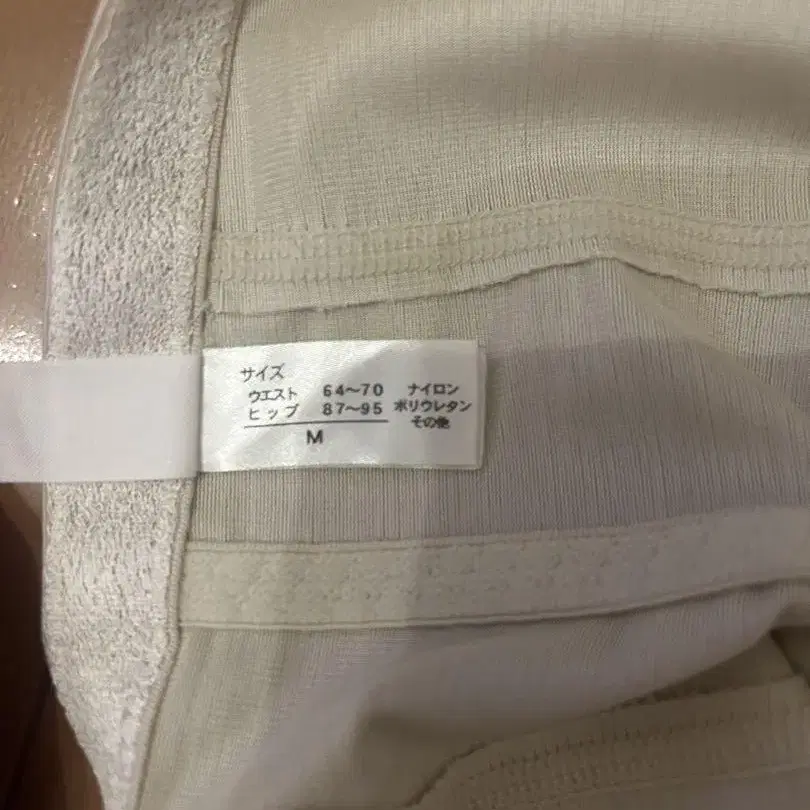 サイズ
ウエスト 64〜70 ナイロン
ヒップ 87〜95 ポリウレタン
M その他